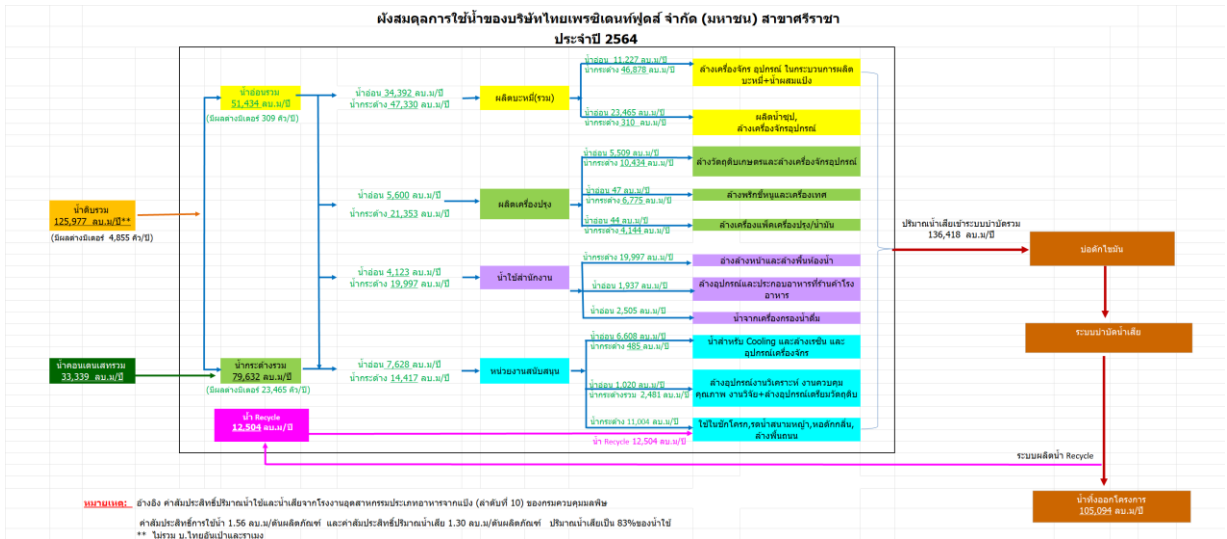 ผังสมดุลการใช้น้ำของบริษัทไทยเพรซิเดนท์ฟูดส์ จำกัด (มหาชน) สาขาศรีราชา
ประจำปี 2564
น้ำดิบรวม
125,977 ลบ.ม/ปี**
(มีผลต่างมิเตอร์ 4,855 คิว/ปี)
น้ำคอนเดนเสทรวม
33,339 ลบ.ม/ปี
น้ำอ่อนรวม
51,434 ลบ.ม/ปี
(มีผลต่างมิเตอร์ 309 คิว/ปี)
น้ำกระด้างรวม
79,632 ลบ.ม/ปี
(มีผลต่างมิเตอร์ 23,465 คิว/ปี)
น้ำ Recycle
12,504 ลบ.ม/ปี
น้ำอ่อน 34,392 ลบ.ม/ปี
น้ำกระด้าง 47,330 ลบ.ม/ปี
ผลิตบะหมี่(รวม)
น้ำอ่อน 11,227 ลบ.ม/ปี
น้ำกระด้าง 46,878 ลบ.ม/ปี
ล้างเครื่องจักร อุปกรณ์ ในกระบวนการผลิต
บะหมี่+น้ำผสมแป้ง
น้ำอ่อน 23,465 ลบ.ม/ปี
น้ำกระด้าง 310 ลบ.ม/ปี
ผลิตน้ำซุป,
ล้างเครื่องจักรอุปกรณ์
น้ำอ่อน 5,600 ลบ.ม/ปี
น้ำกระด้าง 21,353 ลบ.ม/ปี
ผลิตเครื่องปรุง
น้ำอ่อน 5,509 ลบ.ม/ปี
น้ำกระด้าง 10,434 ลบ.ม/ปี
ล้างวัตถุดิบเกษตรและล้างเครื่องจักรอุปกรณ์
น้ำอ่อน 47 ลบ.ม/ปี
น้ำกระด้าง 6,775 ลบ.ม/ปี
ล้างพริกขี้หนูและเครื่องเทศ
น้ำอ่อน 44 ลบ.ม/ปี
น้ำกระด้าง 4,144 ลบ.ม/ปี
ล้างเครื่องแพ็คเครื่องปรุง/น้ำมัน
น้ำอ่อน 4,123 ลบ.ม/ปี
น้ำกระด้าง 19,997 ลบ.ม/ปี
น้ำใช้สำนักงาน
น้ำกระด้าง 19,997 ลบ.ม/ปี
อ่างล้างหน้าและล้างพื้นห้องน้ำ
น้ำอ่อน 1,937 ลบ.ม/ปี
ล้างอุปกรณ์และประกอบอาหารที่ร้านค้าโรง
อาหาร
น้ำอ่อน 2,505 ลบ.ม/ปี
น้ำจากเครื่องกรองน้ำดื่ม
น้ำอ่อน 7,628 ลบ.ม/ปี
น้ำกระด้าง 14,417 ลบ.ม/ปี
หน่วยงานสนับสนุน
น้ำอ่อน 6,608 ลบ.ม/ปี
น้ำกระด้าง 485 ลบ.ม/ปี
น้ำสำหรับ Cooling และล้างเรซิน และ
อุปกรณ์เครื่องจักร
น้ำอ่อน 1,020 ลบ.ม/ปี
น้ำกระด้างรวม 2,481 ลบ.ม/ปี
ล้างอุปกรณ์งานวิเคราะห์ งานควบคุม
คุณภาพ งานวิจัย+ล้างอุปกรณ์เตรียมวัตถุดิบ
น้ำกระด้าง 11,004 ลบ.ม/ปี
น้ำ Recycle 12,504 ลบ.ม/ปี
ใช้ในชักโครก,รดน้ำสนามหญ้า,หอดักกลิ่น,
ล้างพื้นถนน
ปริมาณน้ำเสียเข้าระบบบำบัดรวม
136,418 ลบ.ม/ปี
บ่อดักไขมัน
ระบบบำบัดน้ำเสีย
ระบบผลิตน้ำ Recycle
น้ำทิ้งออกโครงการ
105,094 ลบ.ม/ปี
หมายเหตุ: อ้างอิง ค่าสัมประสิทธิ์ปริมาณน้ำใช้และน้ำเสียจากโรงงานอุตสาหกรรมประเภทอาหารจากแป้ง (ลำดับที่ 10) ของกรมควบคุมมลพิษ
ค่าสัมประสิทธิ์การใช้น้ำ 1.56 ลบ.ม/ตันผลิตภัณฑ์ และค่าสัมประสิทธิ์ปริมาณน้ำเสีย 1.30 ลบ.ม/ตันผลิตภัณฑ์ ปริมาณน้ำเสียเป็น 83%ของน้ำใช้
** ไม่รวม บ.ไทยอันเป่าและราเมง